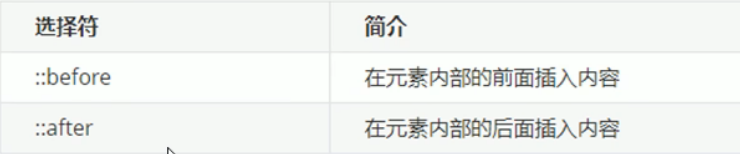 选择符 简介
::before 在元素内部的前面插入内容
::after 在元素内部的后面插入内容